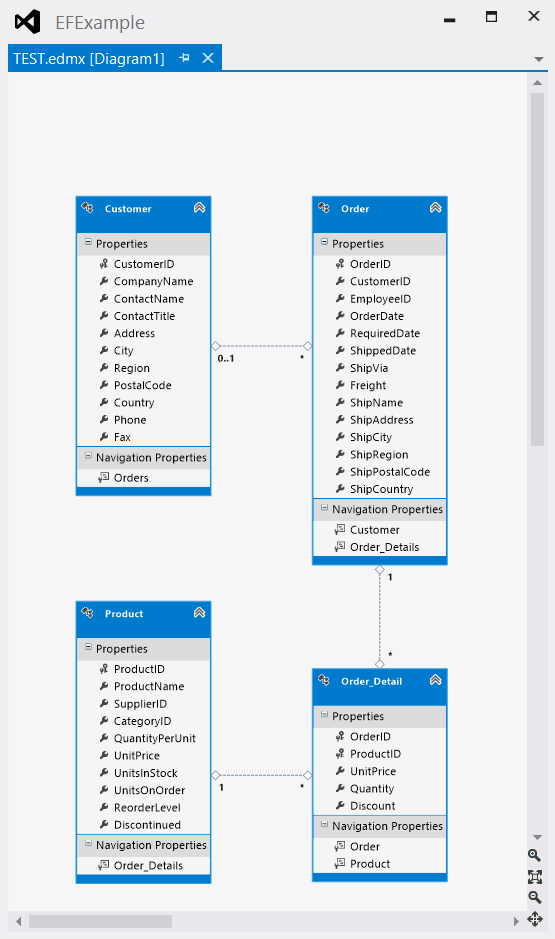 EFExample
TEST.edmx [Diagram1]
Customer
Properties
CustomerID
CompanyName
ContactName
ContactTitle
Address
City
Region
PostalCode
Country
Phone
Fax
Navigation Properties
Orders
0..1
*
Order
Properties
OrderID
CustomerID
EmployeeID
OrderDate
RequiredDate
ShippedDate
ShipVia
Freight
ShipName
ShipAddress
ShipCity
ShipRegion
ShipPostalCode
ShipCountry
Navigation Properties
Customer
Order_Details
1
*
Product
Properties
ProductID
ProductName
SupplierID
CategoryID
QuantityPerUnit
UnitPrice
UnitsInStock
UnitsOnOrder
ReorderLevel
Discontinued
Navigation Properties
Order_Details
1
*
Order_Detail
Properties
OrderID
ProductID
UnitPrice
Quantity
Discount
Navigation Properties
Order
Product